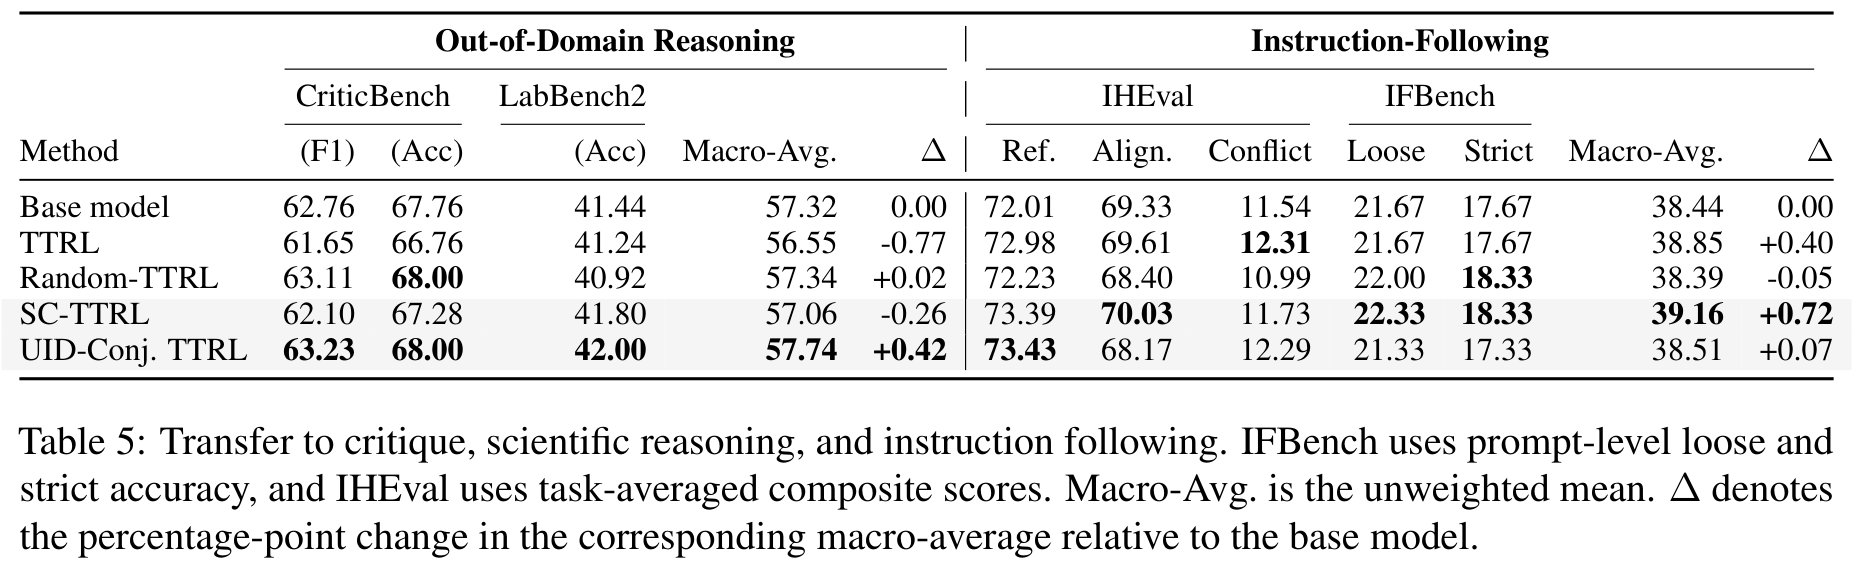 Out-of-Domain Reasoning | Instruction-Following
CriticBench LabBench2 | IHEval IFBench
Method (F1) (Acc) (Acc) Macro-Avg. Δ | Ref. Align. Conflict Loose Strict Macro-Avg. Δ
Base model 62.76 67.76 41.44 57.32 0.00 72.01 69.33 11.54 21.67 17.67 38.44 0.00
TTRL 61.65 66.76 41.24 56.55 -0.77 72.98 69.61 12.31 21.67 17.67 38.85 +0.40
Random-TTRL 63.11 68.00 40.92 57.34 +0.02 72.23 68.40 10.99 22.00 18.33 38.39 -0.05
SC-TTRL 62.10 67.28 41.80 57.06 -0.26 73.39 70.03 11.73 22.33 18.33 39.16 +0.72
UID-Conj. TTRL 63.23 68.00 42.00 57.74 +0.42 73.43 68.17 12.29 21.33 17.33 38.51 +0.07
Table 5: Transfer to critique, scientific reasoning, and instruction following. IFBench uses prompt-level loose and
strict accuracy, and IHEval uses task-averaged composite scores. Macro-Avg. is the unweighted mean. Δ denotes
the percentage-point change in the corresponding macro-average relative to the base model.